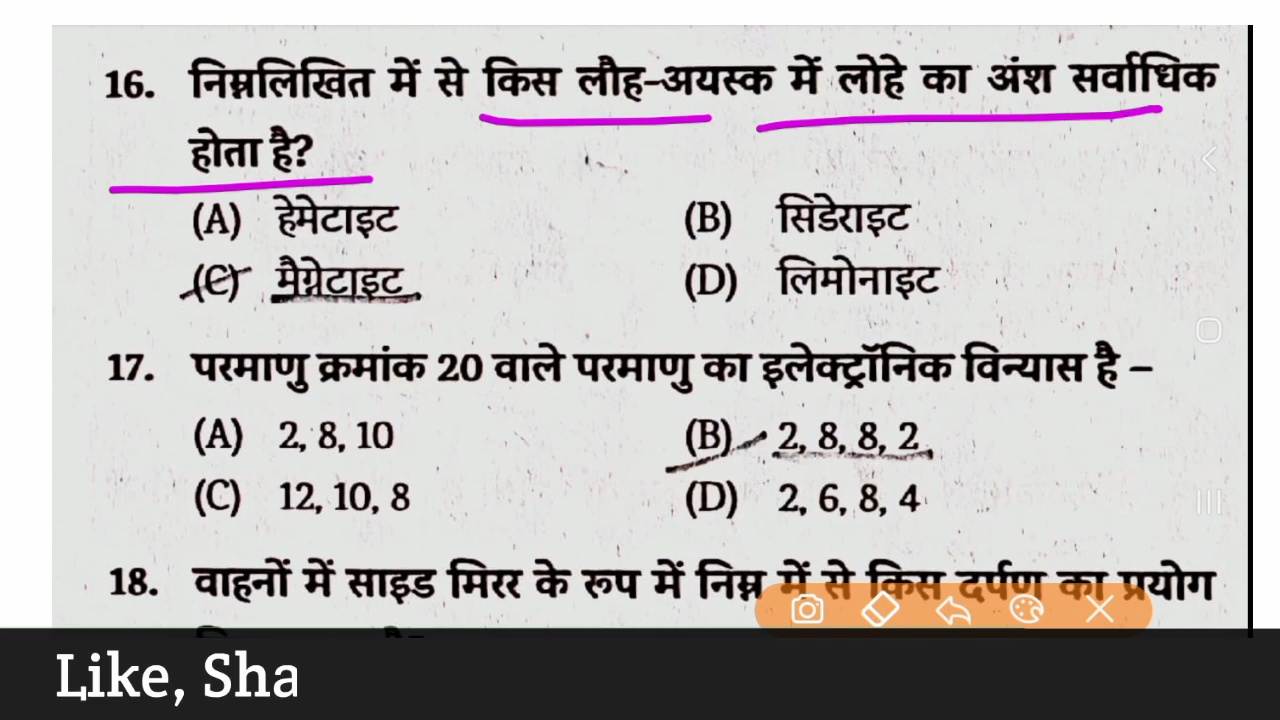 16. निम्नलिखित में से किस लौह-अयस्क में लोहे का अंश सर्वाधिक
होता है?
(A) हेमेटाइट (B) सिडेराइट
(C) मैग्नेटाइट (D) लिमोनाइट
17. परमाणु क्रमांक 20 वाले परमाणु का इलेक्ट्रॉनिक विन्यास है –
(A) 2, 8, 10 (B) 2, 8, 8, 2
(C) 12, 10, 8 (D) 2, 6, 8, 4
18. वाहनों में साइड मिरर के रूप में निम्न में से किस दर्पण का प्रयोग
Like, Sha